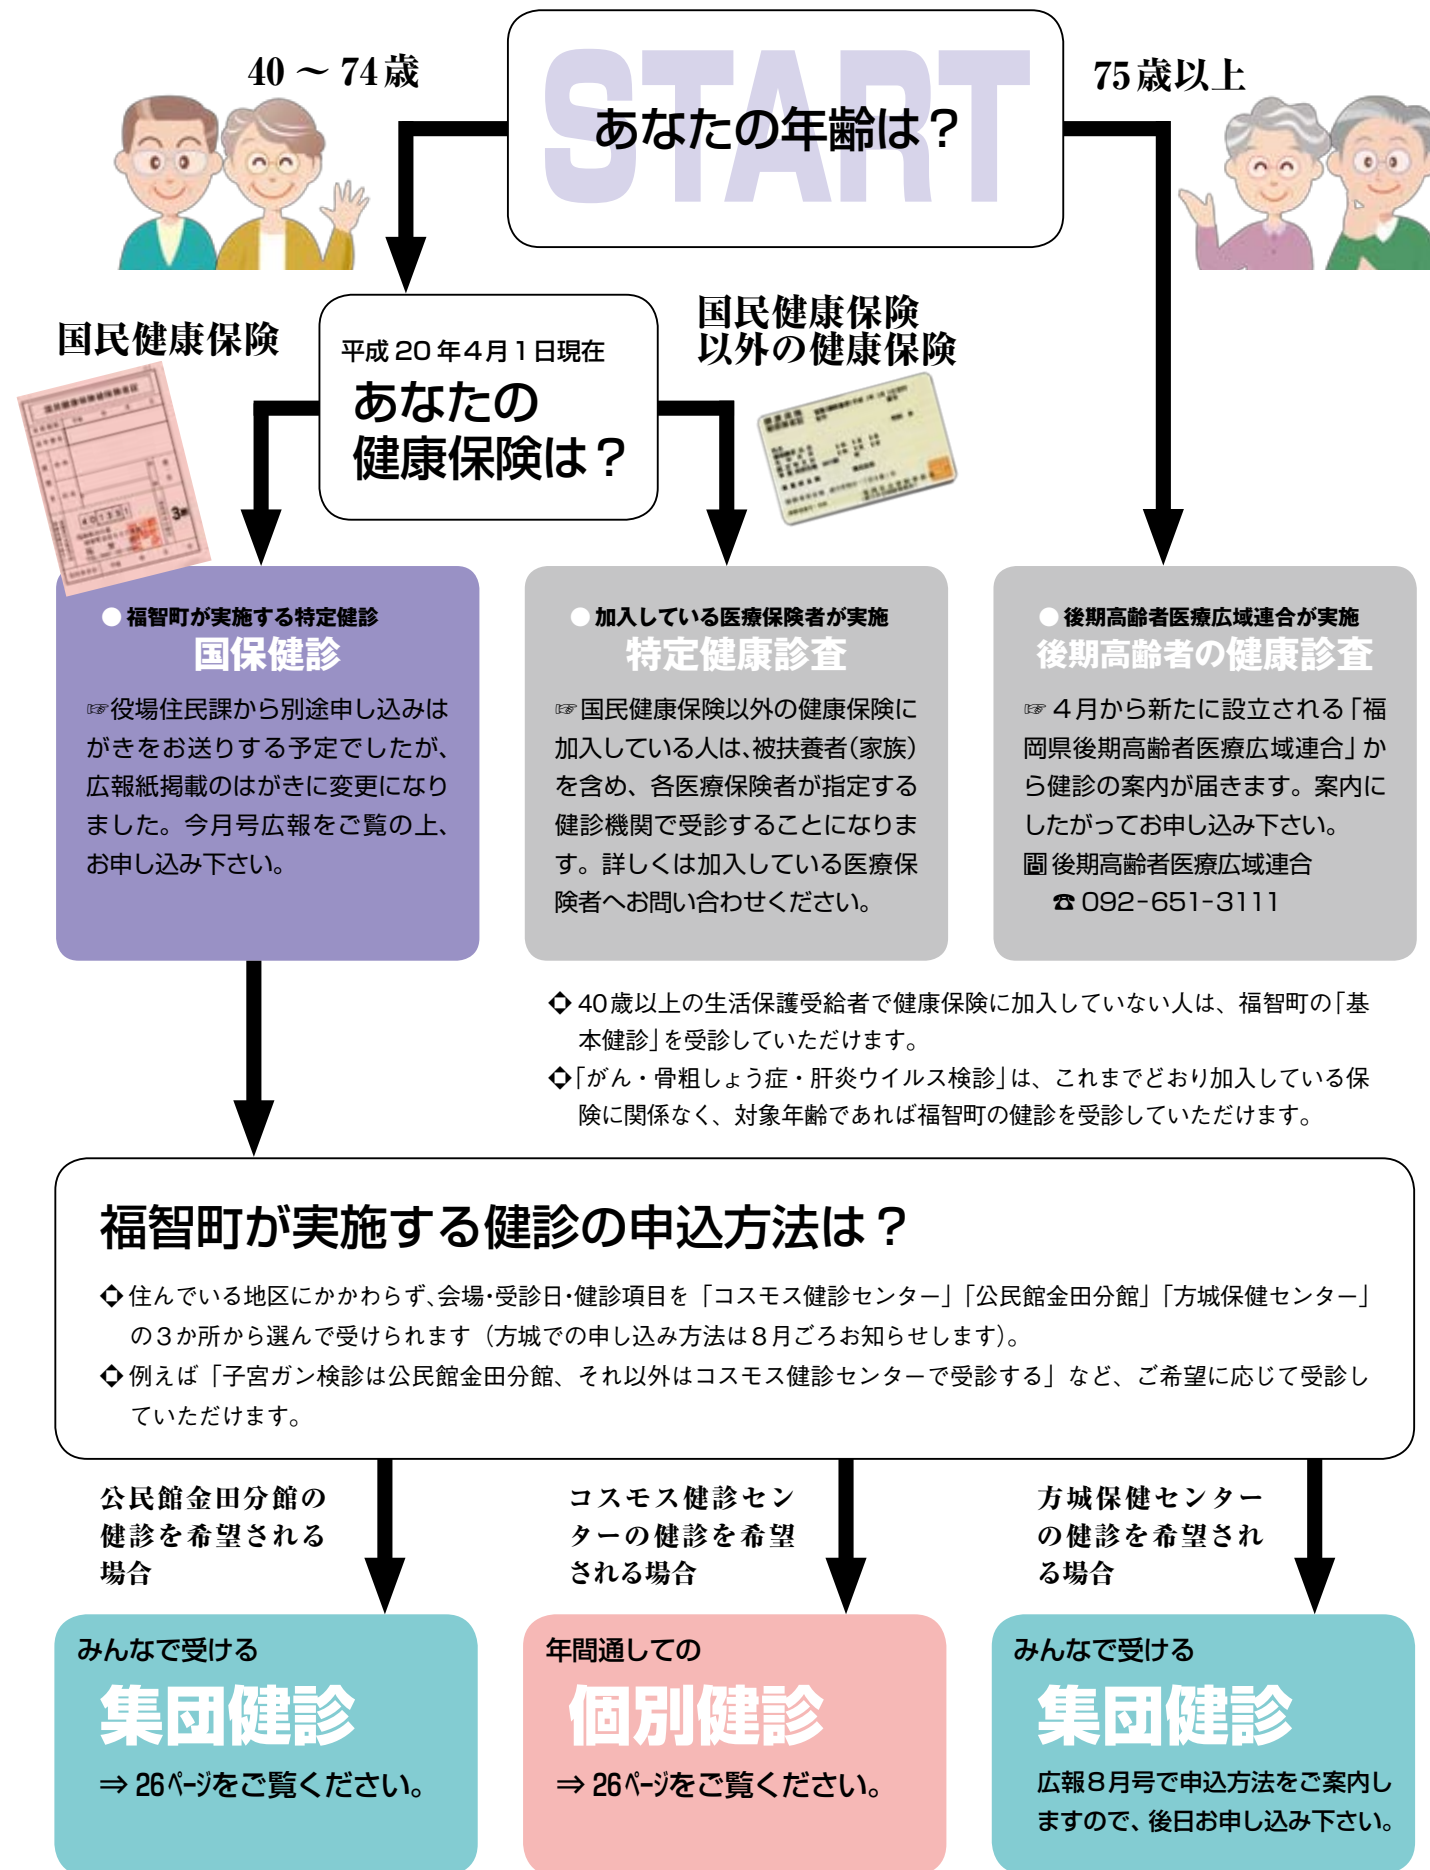 START
あなたの年齢は？
40 ～ 74歳
75歳以上
国民健康保険
平成20年4月1日現在
あなたの
健康保険は？
国民健康保険
以外の健康保険
401331
●福智町が実施する特定健診
国保健診
☞役場住民課から別途申し込みは
がきをお送りする予定でしたが、
広報紙掲載のはがきに変更になり
ました。今月号広報をご覧の上、
お申し込み下さい。
●加入している医療保険者が実施
特定健康診査
☞国民健康保険以外の健康保険に
加入している人は、被扶養者（家族）
を含め、各医療保険者が指定する
健診機関で受診することになりま
す。詳しくは加入している医療保
険者へお問い合わせください。
●後期高齢者医療広域連合が実施
後期高齢者の健康診査
☞４月から新たに設立される「福
岡県後期高齢者医療広域連合」か
ら健診の案内が届きます。案内に
したがってお申し込み下さい。
問後期高齢者医療広域連合
☎092-651-3111
40歳以上の生活保護受給者で健康保険に加入していない人は、福智町の「基
本健診」を受診していただけます。
「がん・骨粗しょう症・肝炎ウイルス検診」は、これまでどおり加入している保
険に関係なく、対象年齢であれば福智町の健診を受診していただけます。
福智町が実施する健診の申込方法は？
住んでいる地区にかかわらず、会場・受診日・健診項目を「コスモス健診センター」「公民館金田分館」「方城保健センター」
の３か所から選んで受けられます（方城での申し込み方法は８月ごろお知らせします）。
例えば「子宮ガン検診は公民館金田分館、それ以外はコスモス健診センターで受診する」など、ご希望に応じて受診し
ていただけます。
公民館金田分館の
健診を希望される
場合
コスモス健診セン
ターの健診を希望
される場合
方城保健センター
の健診を希望され
る場合
みんなで受ける
集団健診
⇒26ページをご覧ください。
年間通しての
個別健診
⇒26ページをご覧ください。
みんなで受ける
集団健診
広報８月号で申込方法をご案内し
ますので、後日お申し込み下さい。